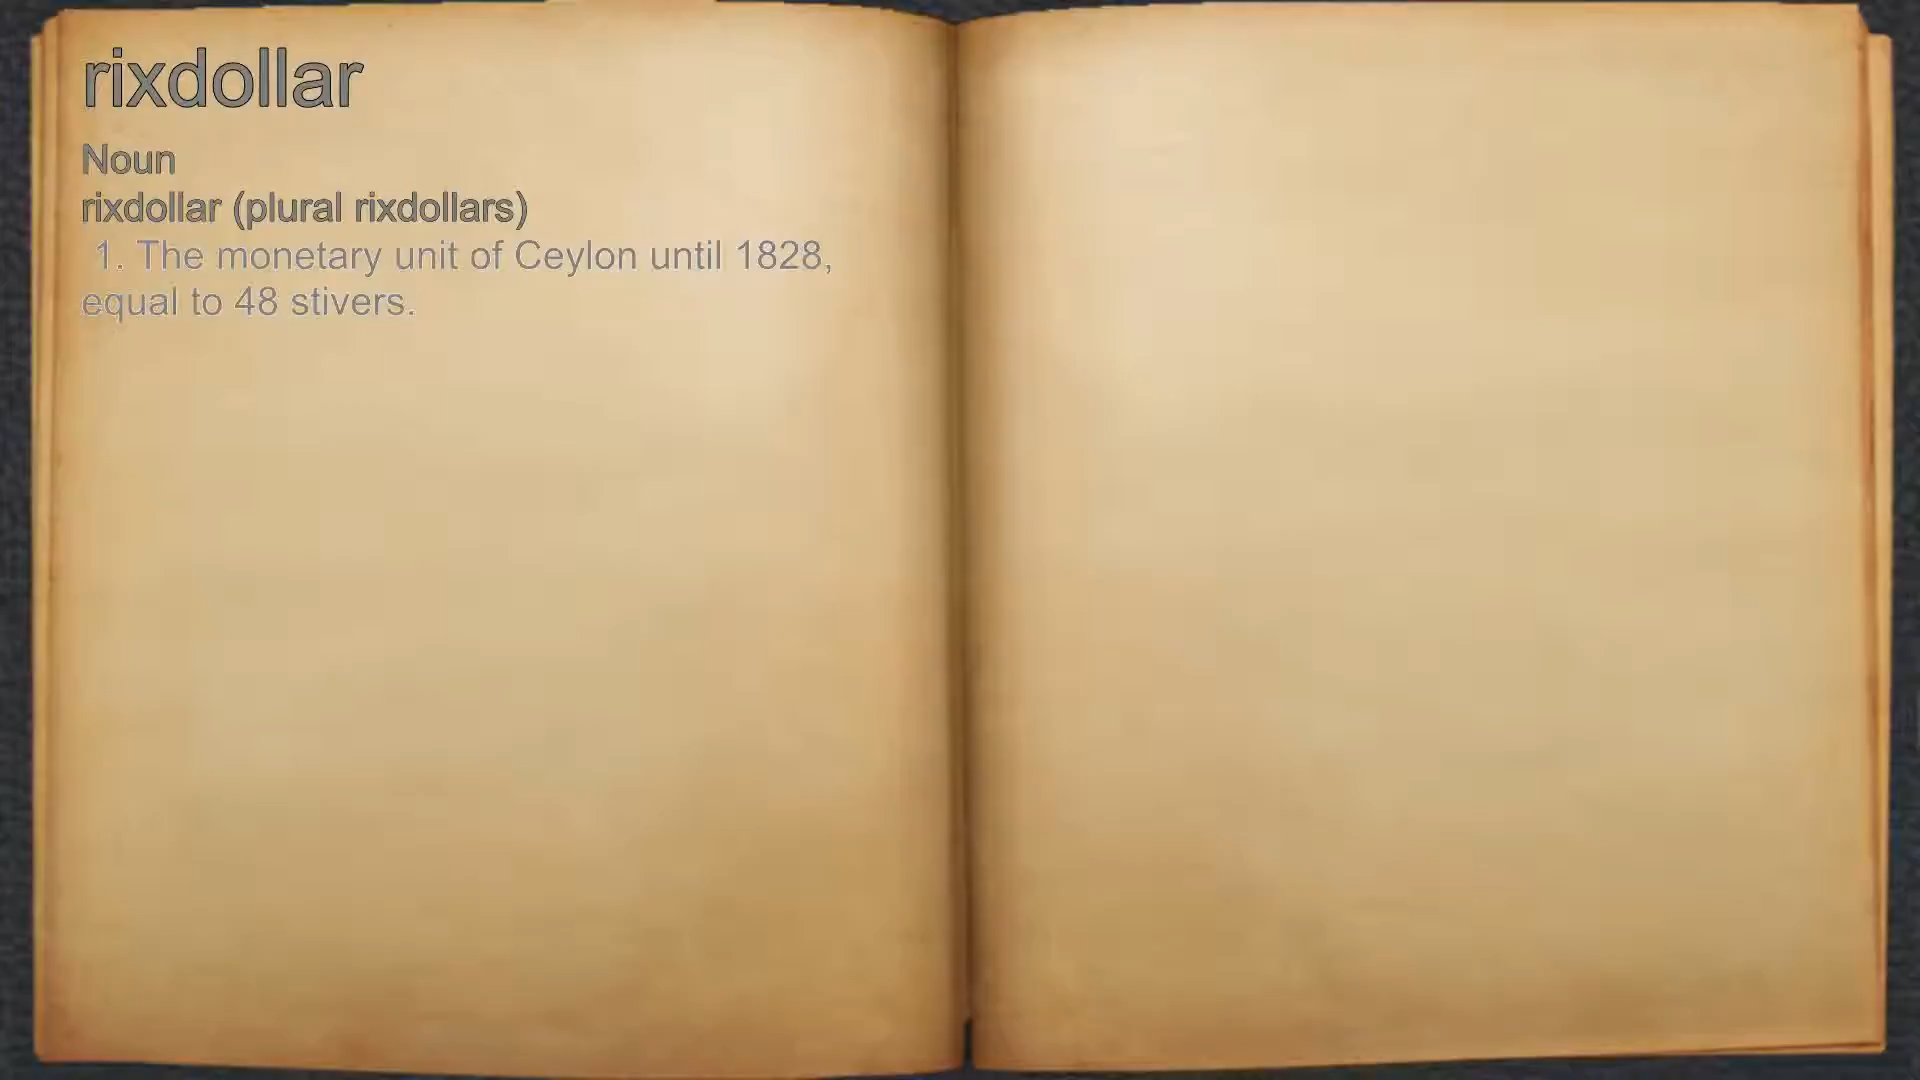 rixdollar
Noun
rixdollar (plural rixdollars)
1. The monetary unit of Ceylon until 1828,
equal to 48 stivers.